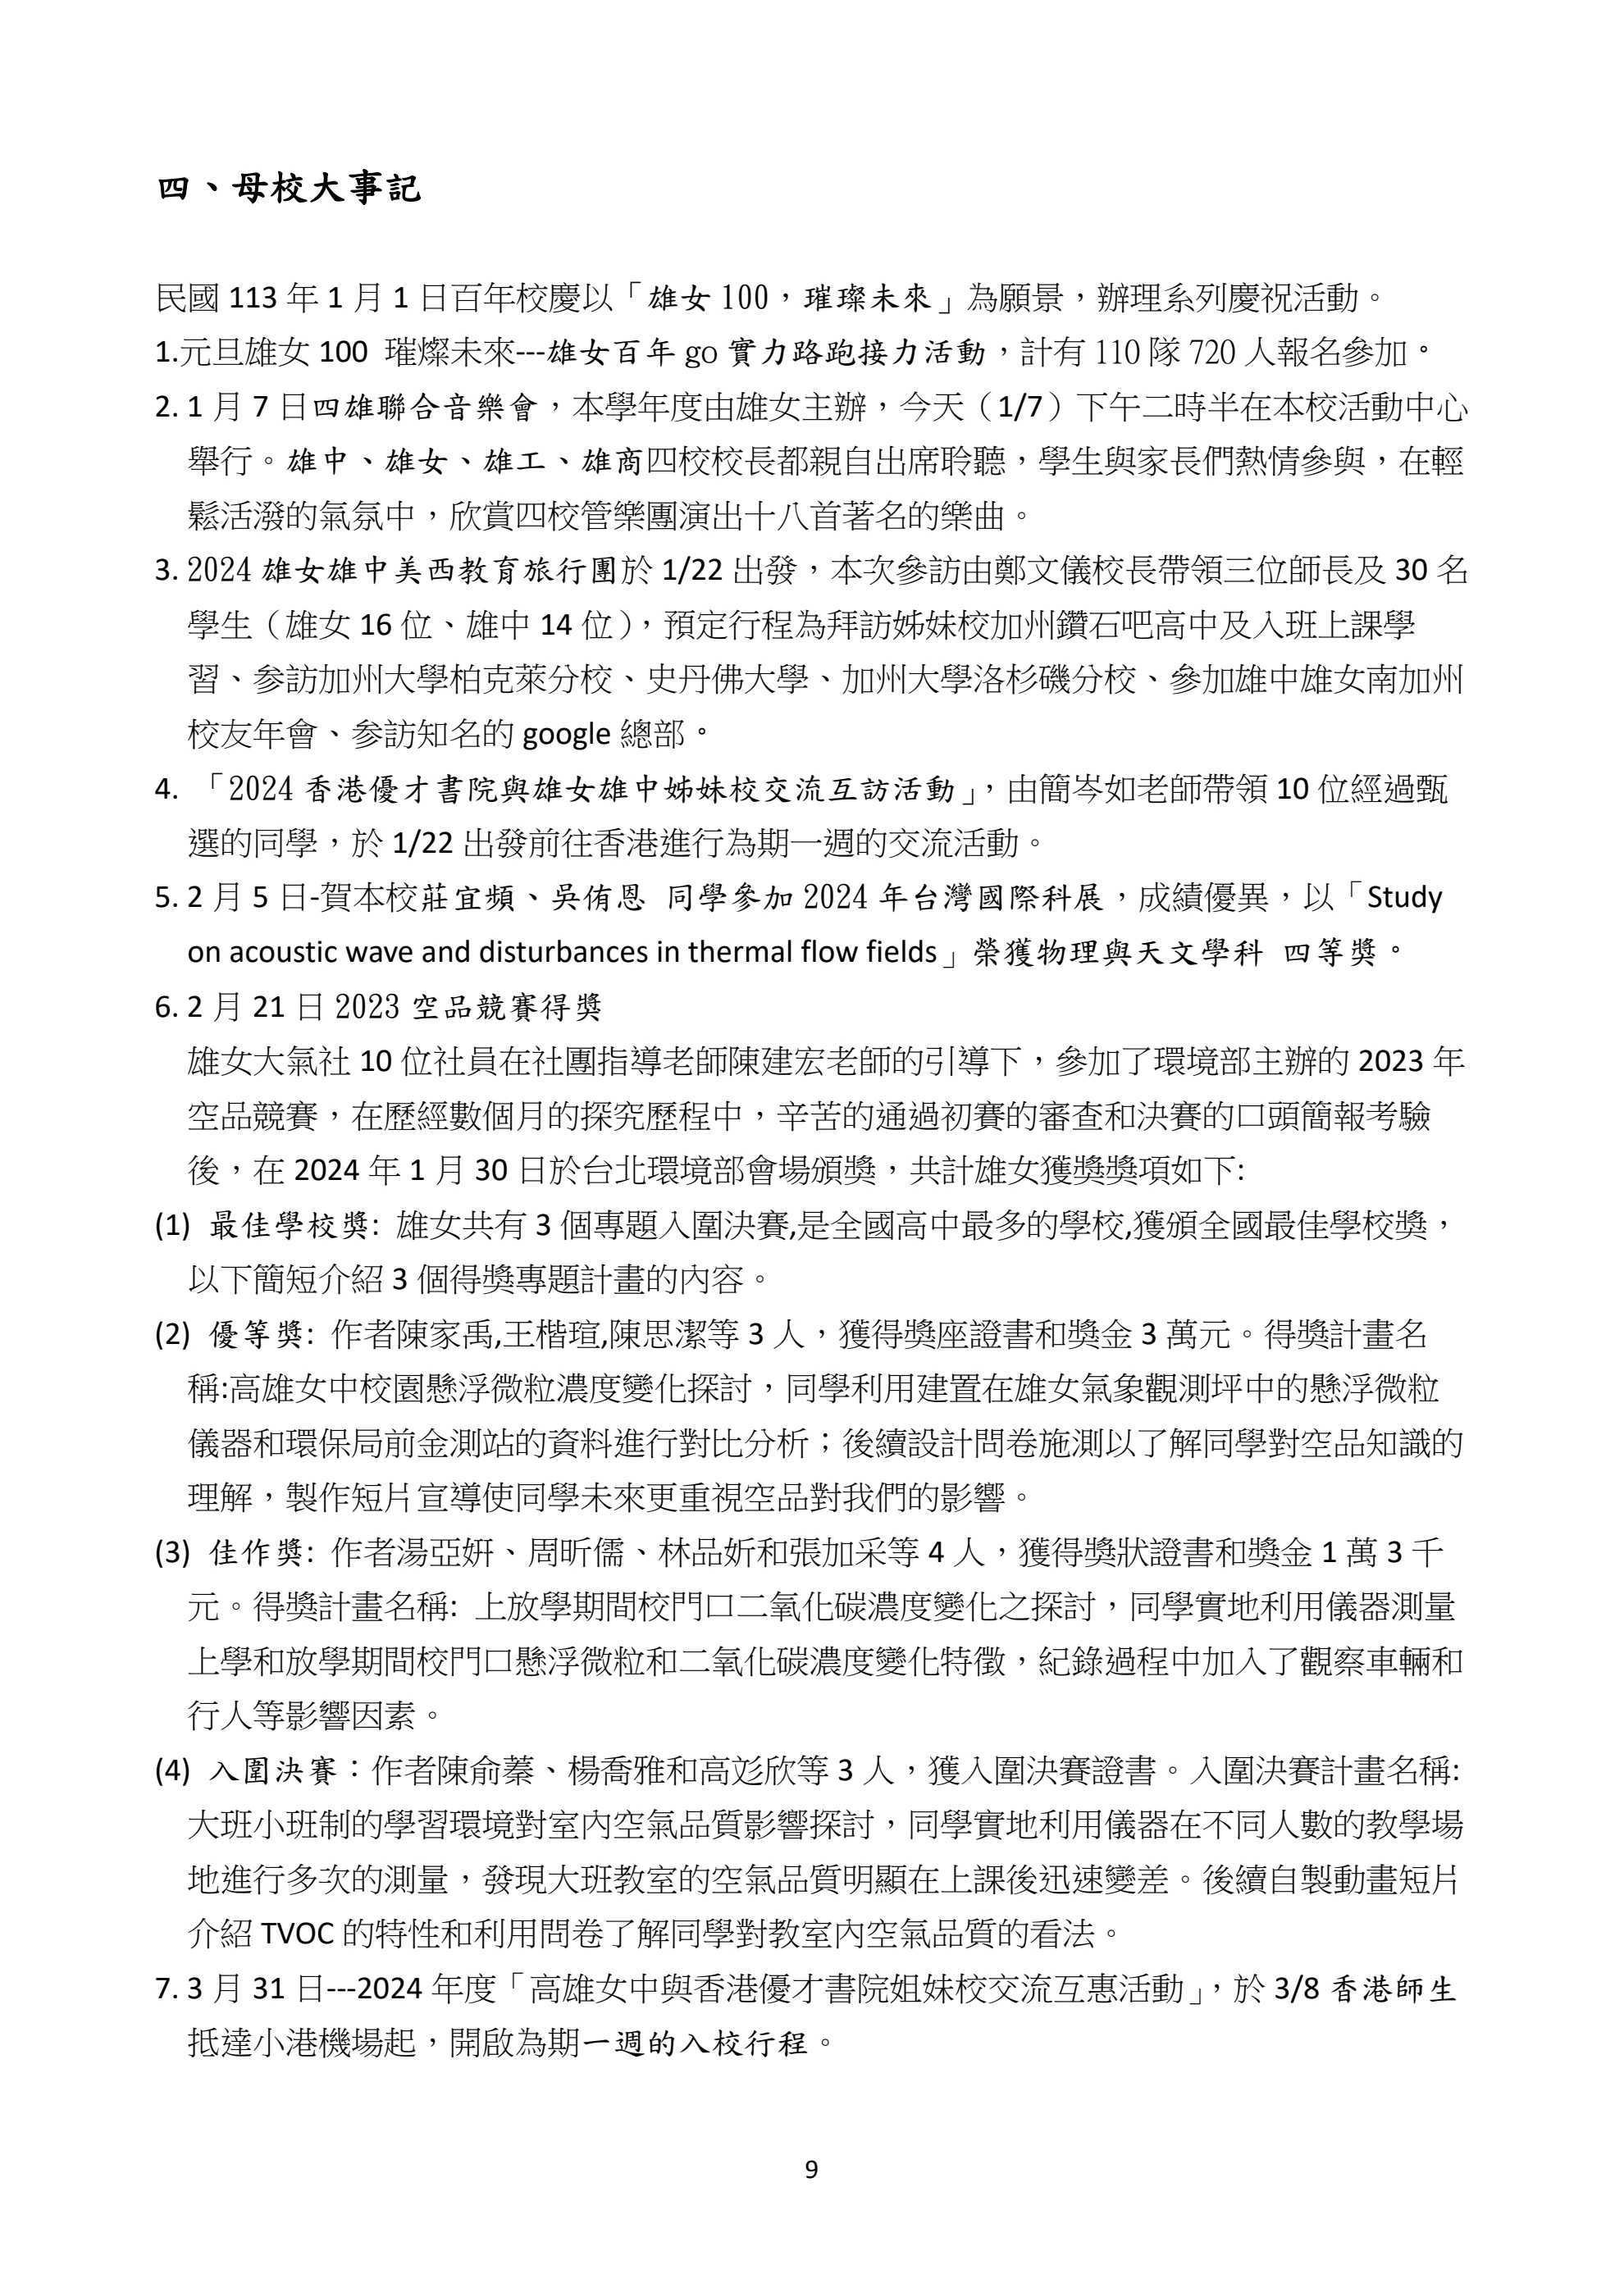 四、母校大事記
民國 113 年 1 月 1 日百年校慶以「雄女 100，璀璨未來」為願景，辦理系列慶祝活動。
1.元旦雄女 100 璀燦未來---雄女百年 go 實力路跑接力活動，計有 110 隊 720 人報名參加。
2. 1 月 7 日四雄聯合音樂會，本學年度由雄女主辦，今天（1/7）下午二時半在本校活動中心
舉行。雄中、雄女、雄工、雄商四校校長都親自出席聆聽，學生與家長們熱情參與，在輕
鬆活潑的氣氛中，欣賞四校管樂團演出十八首著名的樂曲。
3. 2024 雄女雄中美西教育旅行團於 1/22 出發，本次參訪由鄭文儀校長帶領三位師長及 30 名
學生（雄女 16 位、雄中 14 位），預定行程為拜訪姊妹校加州鑽石吧高中及入班上課學
習、參訪加州大學柏克萊分校、史丹佛大學、加州大學洛杉磯分校、參加雄中雄女南加州
校友年會、參訪知名的 google 總部。
4. 「2024 香港優才書院與雄女雄中姊妹校交流互訪活動」，由簡岑如老師帶領 10 位經過甄
選的同學，於 1/22 出發前往香港進行為期一週的交流活動。
5. 2 月 5 日-賀本校莊宜頻、吳侑恩 同學參加 2024 年台灣國際科展，成績優異，以「Study
on acoustic wave and disturbances in thermal flow fields」榮獲物理與天文學科 四等獎。
6. 2 月 21 日 2023 空品競賽得獎
雄女大氣社 10 位社員在社團指導老師陳建宏老師的引導下，參加了環境部主辦的 2023 年
空品競賽，在歷經數個月的探究歷程中，辛苦的通過初賽的審查和決賽的口頭簡報考驗
後，在 2024 年 1 月 30 日於台北環境部會場頒獎，共計雄女獲獎獎項如下:
(1) 最佳學校獎: 雄女共有 3 個專題入圍決賽,是全國高中最多的學校,獲頒全國最佳學校獎，
以下簡短介紹 3 個得獎專題計畫的內容。
(2) 優等獎: 作者陳家禹,王楷瑄,陳思潔等 3 人，獲得獎座證書和獎金 3 萬元。得獎計畫名
稱:高雄女中校園懸浮微粒濃度變化探討，同學利用建置在雄女氣象觀測坪中的懸浮微粒
儀器和環保局前金測站的資料進行對比分析；後續設計問卷施測以了解同學對空品知識的
理解，製作短片宣導使同學未來更重視空品對我們的影響。
(3) 佳作獎: 作者湯亞妍、周昕儒、林品妡和張加采等 4 人，獲得獎狀證書和獎金 1 萬 3 千
元。得獎計畫名稱: 上放學期間校門口二氧化碳濃度變化之探討，同學實地利用儀器測量
上學和放學期間校門口懸浮微粒和二氧化碳濃度變化特徵，紀錄過程中加入了觀察車輛和
行人等影響因素。
(4) 入圍決賽：作者陳俞蓁、楊喬雅和高彣欣等 3 人，獲入圍決賽證書。入圍決賽計畫名稱:
大班小班制的學習環境對室內空氣品質影響探討，同學實地利用儀器在不同人數的教學場
地進行多次的測量，發現大班教室的空氣品質明顯在上課後迅速變差。後續自製動畫短片
介紹 TVOC 的特性和利用問卷了解同學對教室內空氣品質的看法。
7. 3 月 31 日---2024 年度「高雄女中與香港優才書院姐妹校交流互惠活動」，於 3/8 香港師生
抵達小港機場起，開啟為期一週的入校行程。
9